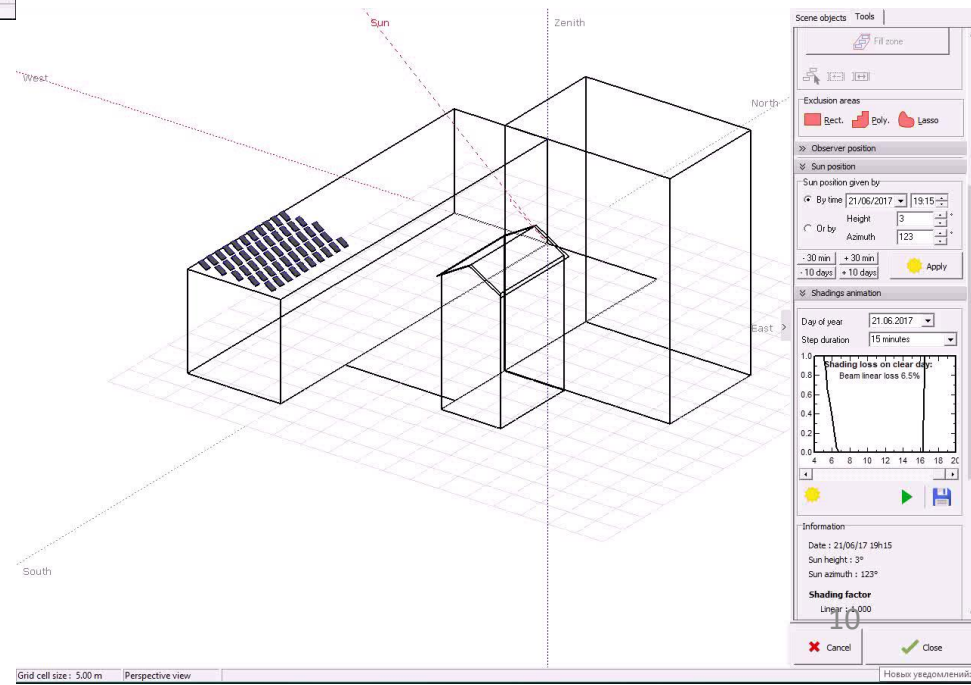 Sun
Zenith
West
North
East
South
Grid cell size : 5.00 m
Perspective view
Scene objects
Tools
Fill zone
Exclusion areas
Rect.
Poly.
Lasso
Observer position
Sun position
Sun position given by
By time
21/06/2017
19:15
Or by
Height
3
°
Azimuth
123
°
- 30 min
+ 30 min
- 10 days
+ 10 days
Apply
Shadings animation
Day of year
21.06.2017
Step duration
15 minutes
Shading loss on clear day:
Beam linear loss 6.5%
1.0
0.8
0.6
0.4
0.2
0.0
4 6 8 10 12 14 16 18 20
Information
Date : 21/06/17 19h15
Sun height : 3°
Sun azimuth : 123°
Shading factor
Linear : 1.000
10
Cancel
Close
Новых уведомлений: